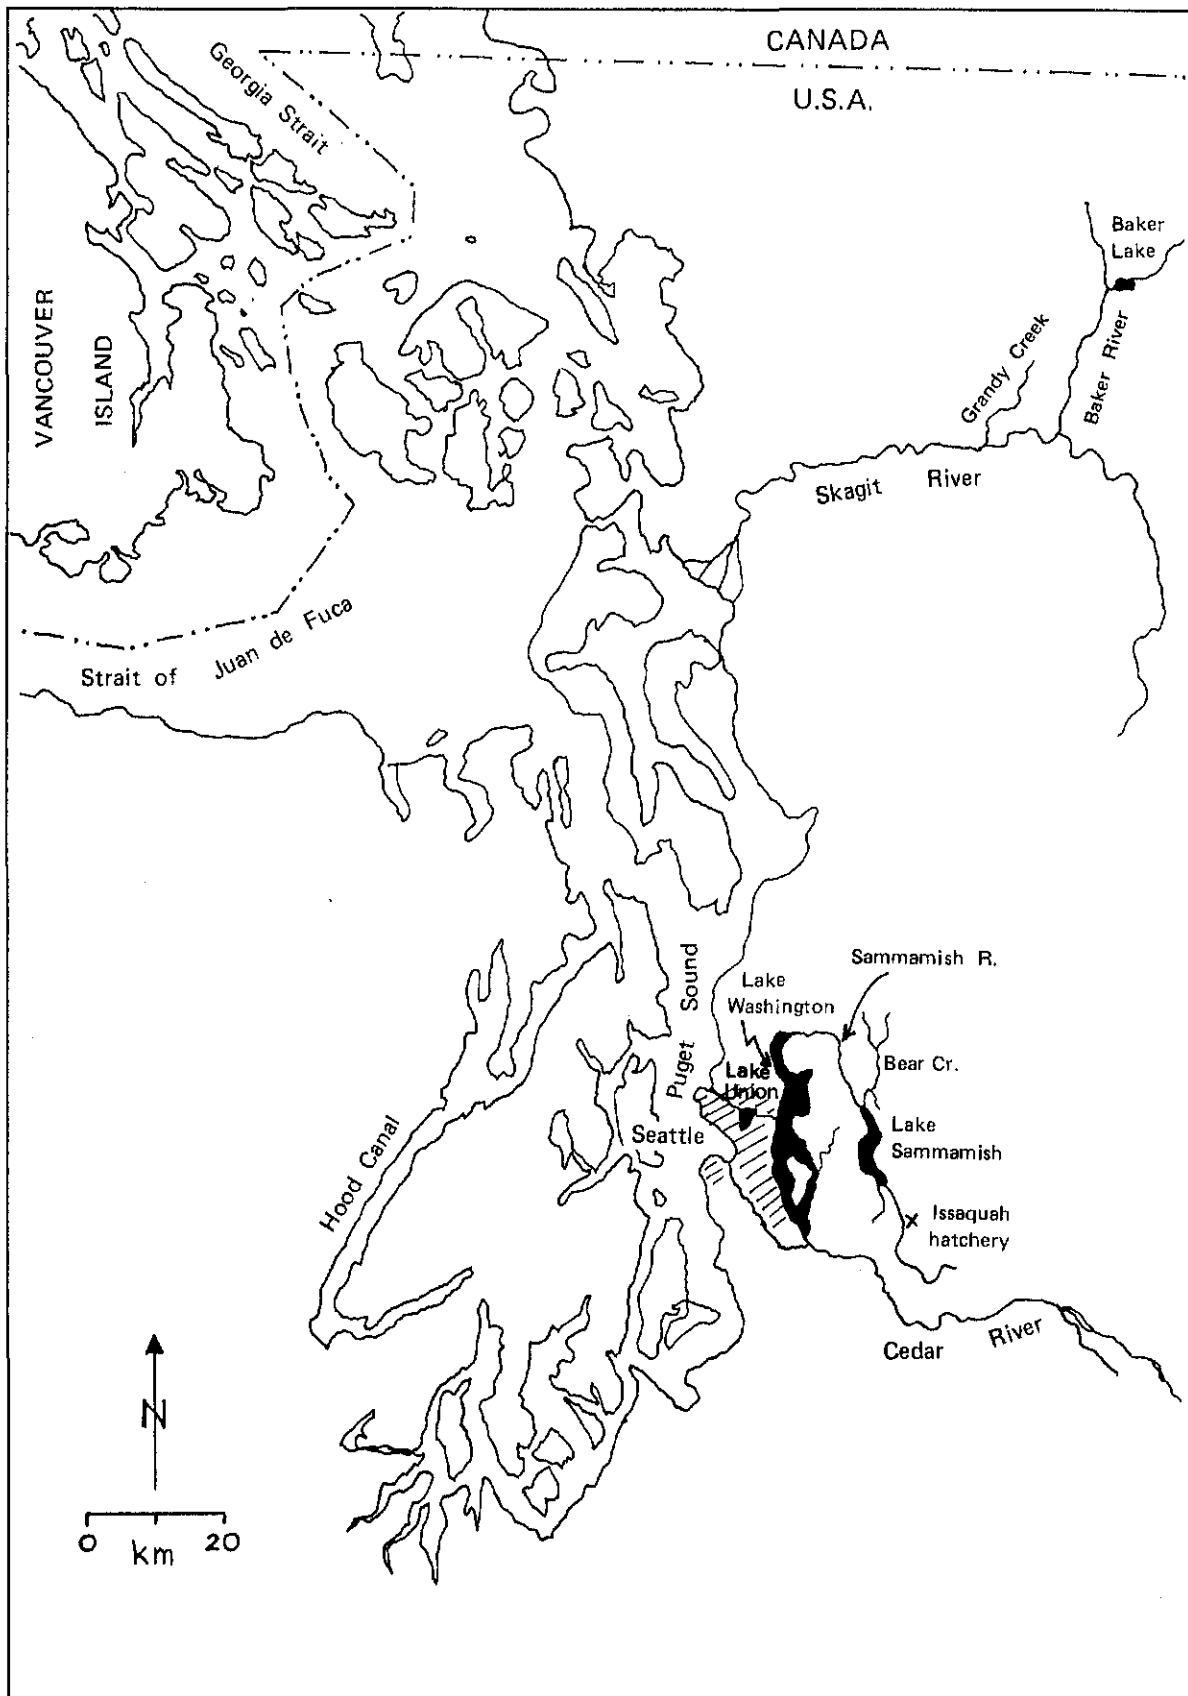 CANADA
U.S.A.
Georgia Strait
Baker
Lake
VANCOUVER
ISLAND
Grandy Creek
Baker River
Skagit River
Strait of Juan de Fuca
Sammamish R.
Lake
Washington
Puget Sound
Bear Cr.
Lake
Union
Lake
Sammamish
Seattle
Hood Canal
Issaquah
hatchery
Cedar River
N
0 20
km